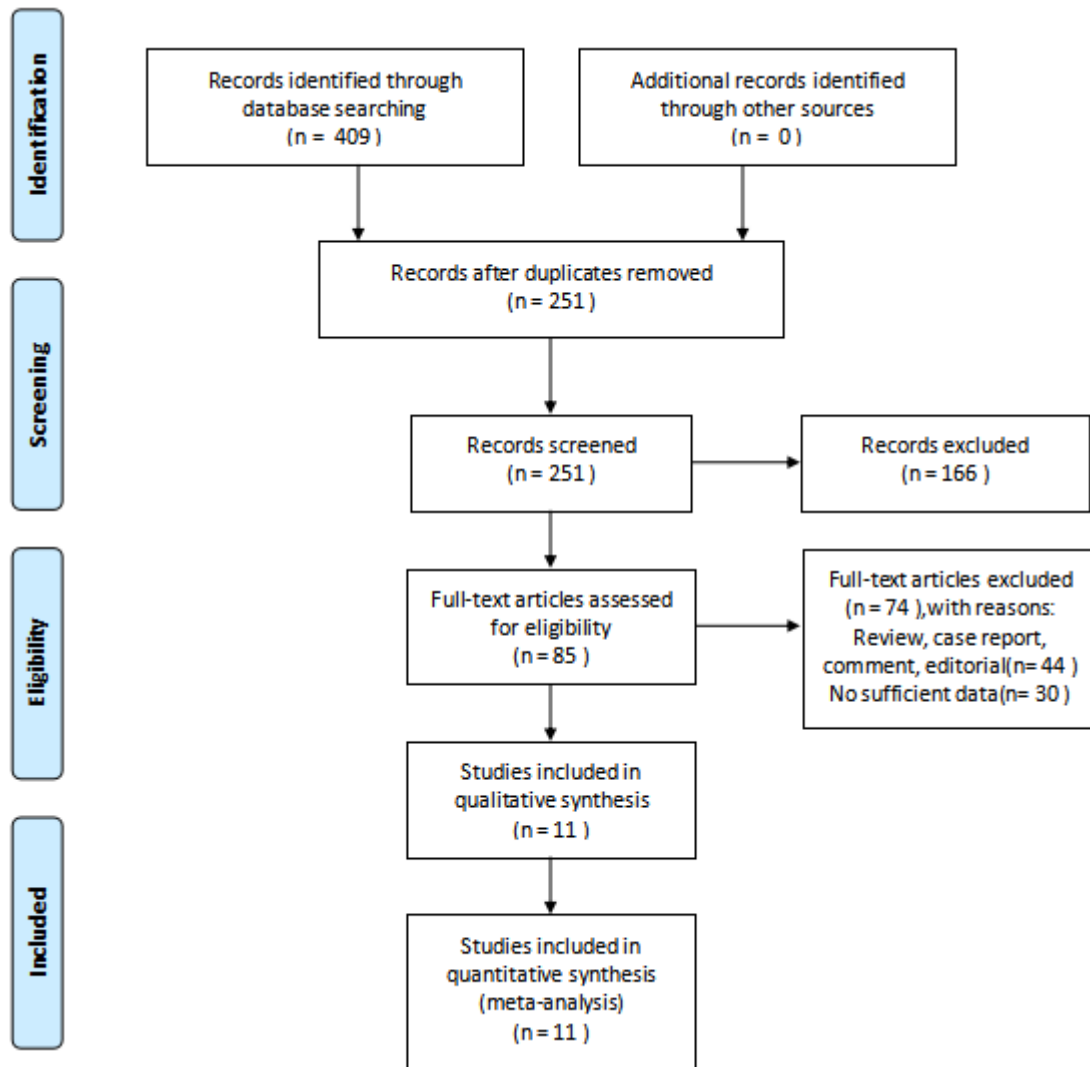 Identification
Records identified through
database searching
(n = 409 )
Additional records identified
through other sources
(n = 0 )
Records after duplicates removed
(n = 251 )
Screening
Records screened
(n = 251 )
Records excluded
(n = 166 )
Eligibility
Full-text articles assessed
for eligibility
(n = 85 )
Full-text articles excluded
(n = 74 ),with reasons:
Review, case report,
comment, editorial(n= 44 )
No sufficient data(n= 30 )
Studies included in
qualitative synthesis
(n = 11 )
Included
Studies included in
quantitative synthesis
(meta-analysis)
(n = 11 )